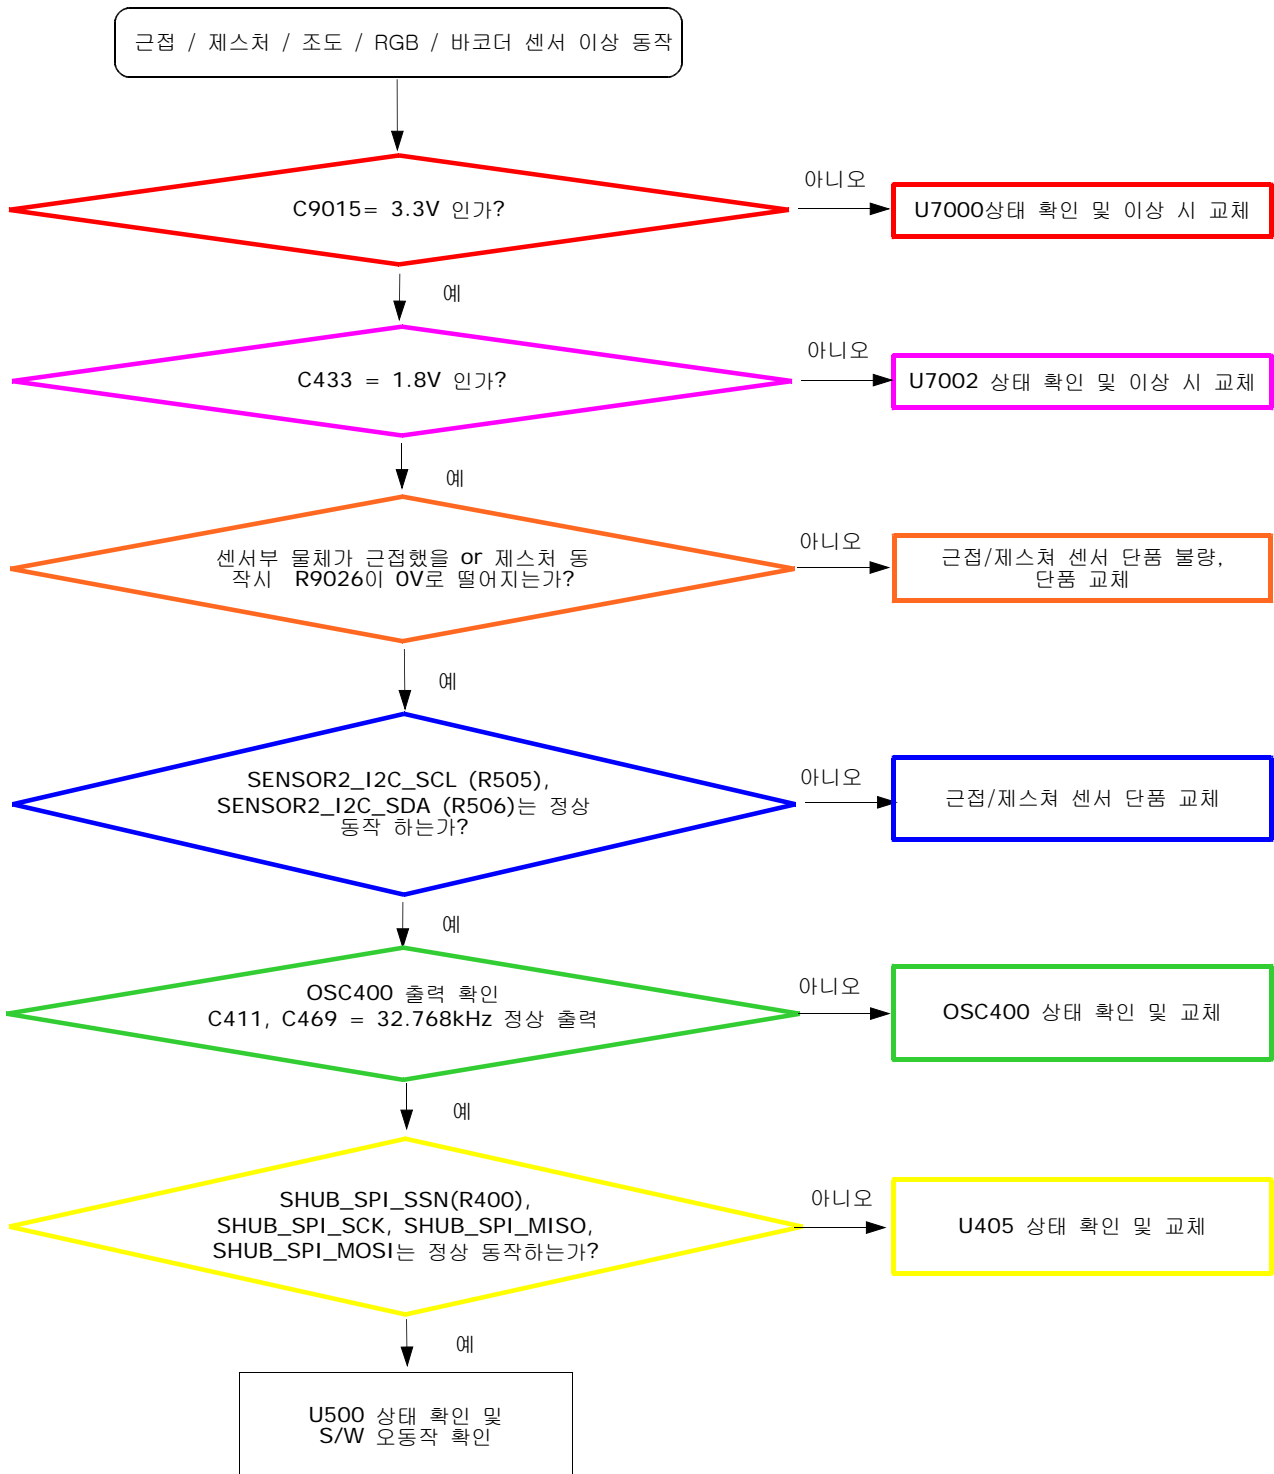 근접 / 제스처 / 조도 / RGB / 바코더 센서 이상 동작
C9015= 3.3V 인가?
아니오
U7000상태 확인 및 이상 시 교체
예
C433 = 1.8V 인가?
아니오
U7002 상태 확인 및 이상 시 교체
예
센서부 물체가 근접했을 or 제스처 동
작시 R9026이 0V로 떨어지는가?
아니오
근접/제스쳐 센서 단품 불량,
단품 교체
예
SENSOR2_I2C_SCL (R505),
SENSOR2_I2C_SDA (R506)는 정상
동작 하는가?
아니오
근접/제스쳐 센서 단품 교체
예
OSC400 출력 확인
C411, C469 = 32.768kHz 정상 출력
아니오
OSC400 상태 확인 및 교체
예
SHUB_SPI_SSN(R400),
SHUB_SPI_SCK, SHUB_SPI_MISO,
SHUB_SPI_MOSI는 정상 동작하는가?
아니오
U405 상태 확인 및 교체
예
U500 상태 확인 및
S/W 오동작 확인